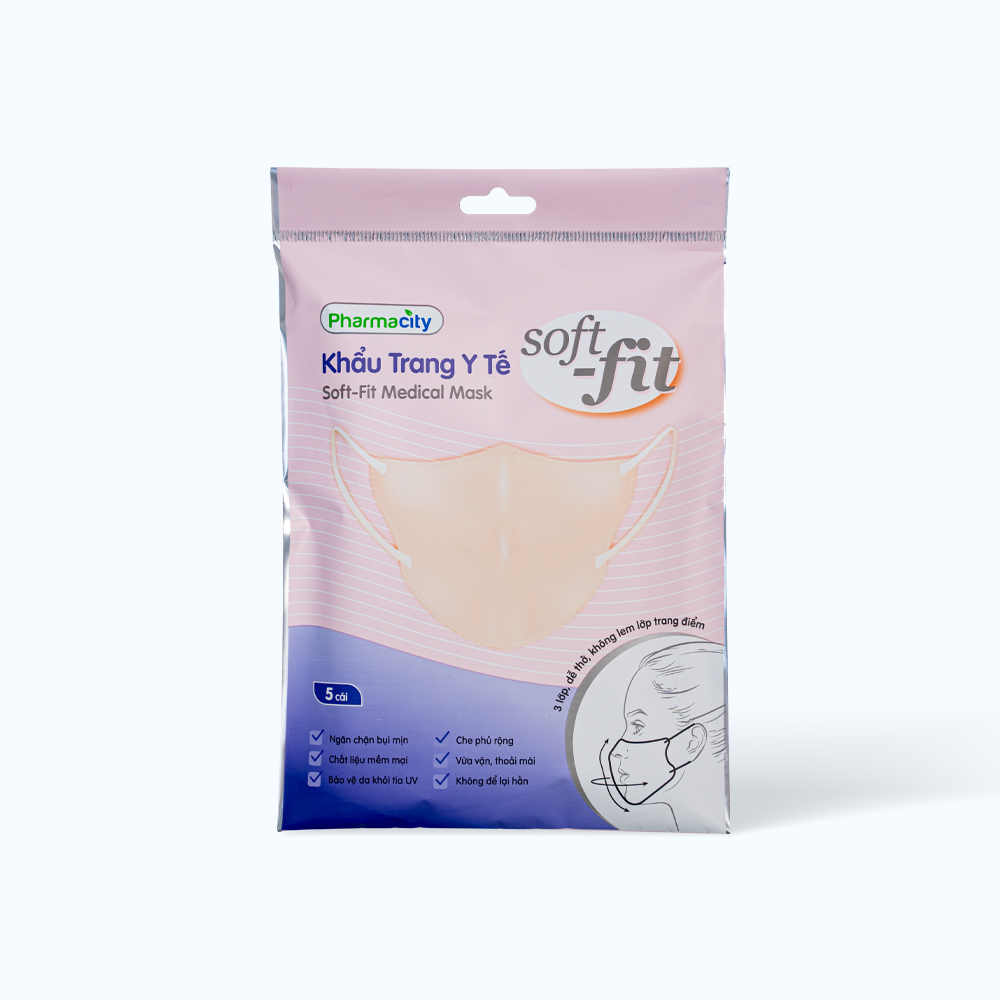 Pharmacity
Khẩu Trang Y Tế
Soft-Fit Medical Mask
soft
-fit
3 lớp, dễ thở, không lem lớp trang điểm
5 cái
Ngăn chặn bụi mịn
Chất liệu mềm mại
Bảo vệ da khỏi tia UV
Che phủ rộng
Vừa vặn, thoải mái
Không để lại hằn